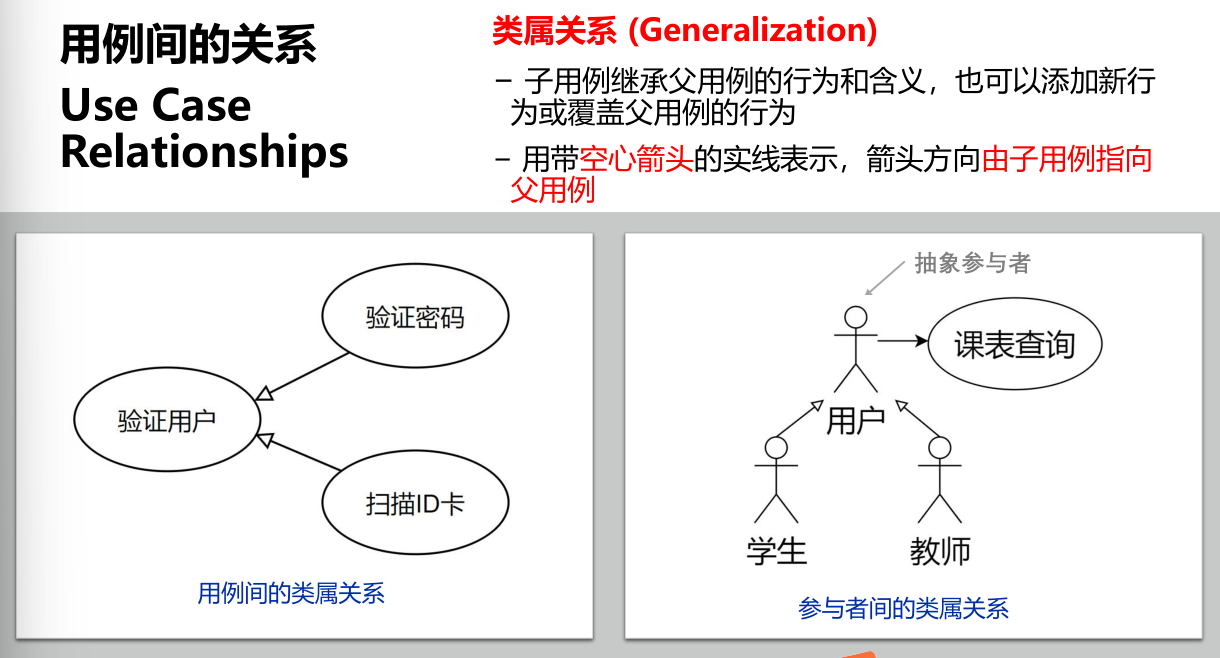 用例间的关系
Use Case
Relationships
类属关系 (Generalization)
– 子用例继承父用例的行为和含义，也可以添加新行
为或覆盖父用例的行为
– 用带空心箭头的实线表示，箭头方向由子用例指向
父用例
验证密码
验证用户
扫描ID卡
用例间的类属关系
抽象参与者
课表查询
用户
学生
教师
参与者间的类属关系